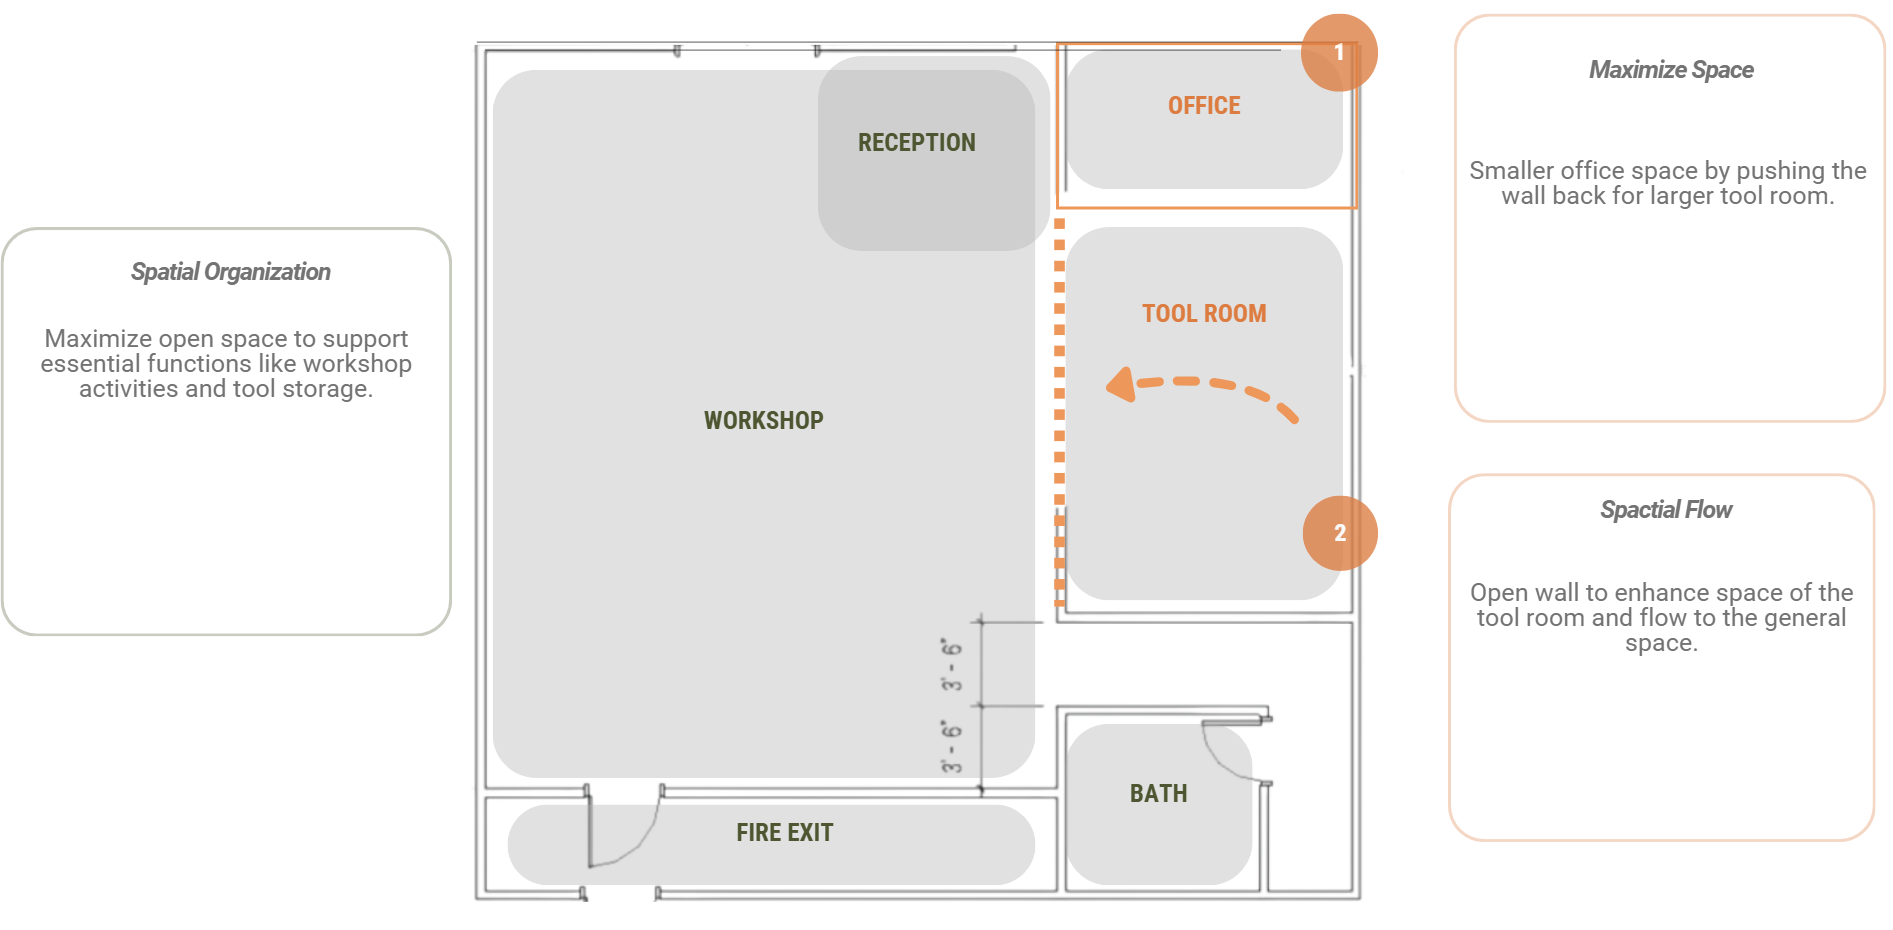 Spatial Organization
Maximize open space to support
essential functions like workshop
activities and tool storage.
RECEPTION
WORKSHOP
3' - 6"
3' - 6"
FIRE EXIT
1
OFFICE
TOOL ROOM
2
BATH
Maximize Space
Smaller office space by pushing the
wall back for larger tool room.
Spactial Flow
Open wall to enhance space of the
tool room and flow to the general
space.